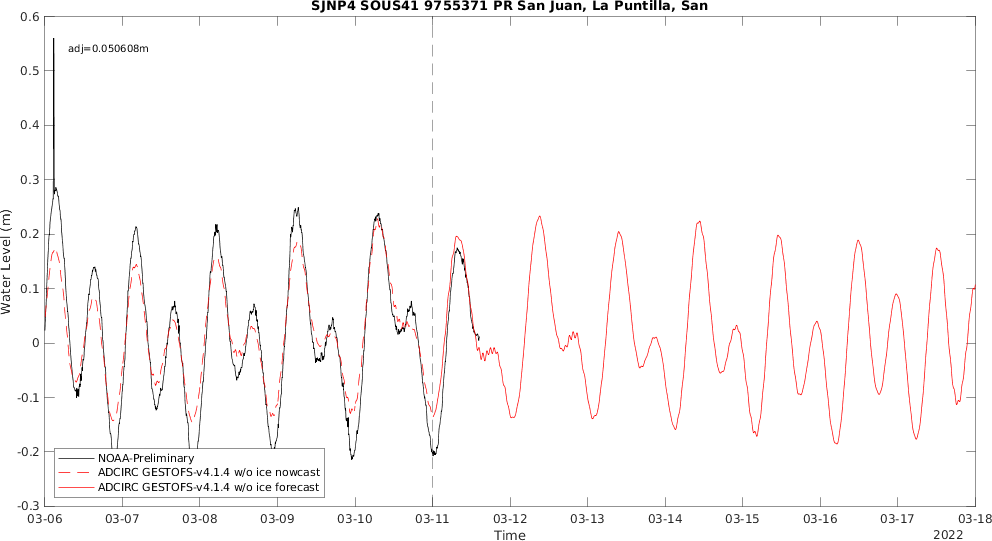 SJNP4 SOUS41 9755371 PR San Juan, La Puntilla, San
adj=0.050608m
Water Level (m)
0.6
0.5
0.4
0.3
0.2
0.1
0
-0.1
-0.2
-0.3
NOAA-Preliminary
ADCIRC GESTOFS-v4.1.4 w/o ice nowcast
ADCIRC GESTOFS-v4.1.4 w/o ice forecast
03-06 03-07 03-08 03-09 03-10 03-11 03-12 03-13 03-14 03-15 03-16 03-17 03-18
Time
2022